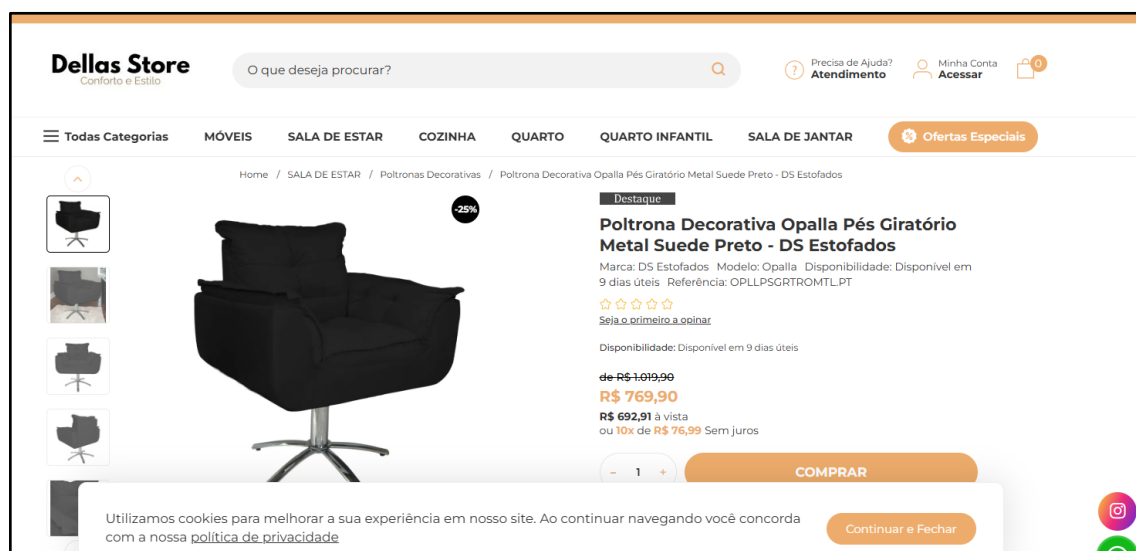 Dellas Store
Conforto e Estilo
O que deseja procurar?
?
Precisa de Ajuda?
Atendimento
Minha Conta
Acessar
0
Todas Categorias
MÓVEIS
SALA DE ESTAR
COZINHA
QUARTO
QUARTO INFANTIL
SALA DE JANTAR
Ofertas Especiais
Home / SALA DE ESTAR / Poltronas Decorativas / Poltrona Decorativa Opalla Pés Giratório Metal Suede Preto - DS Estofados
-25%
Destaque
Poltrona Decorativa Opalla Pés Giratório
Metal Suede Preto - DS Estofados
Marca: DS Estofados Modelo: Opalla Disponibilidade: Disponível em
9 dias úteis Referência: OPLLPSGRTROMTL.PT
Seja o primeiro a opinar
Disponibilidade: Disponível em 9 dias úteis
de R$ 1.019,90
R$ 769,90
R$ 692,91 à vista
ou 10x de R$ 76,99 Sem juros
- 1 +
COMPRAR
Utilizamos cookies para melhorar a sua experiência em nosso site. Ao continuar navegando você concorda
com a nossa política de privacidade
Continuar e Fechar